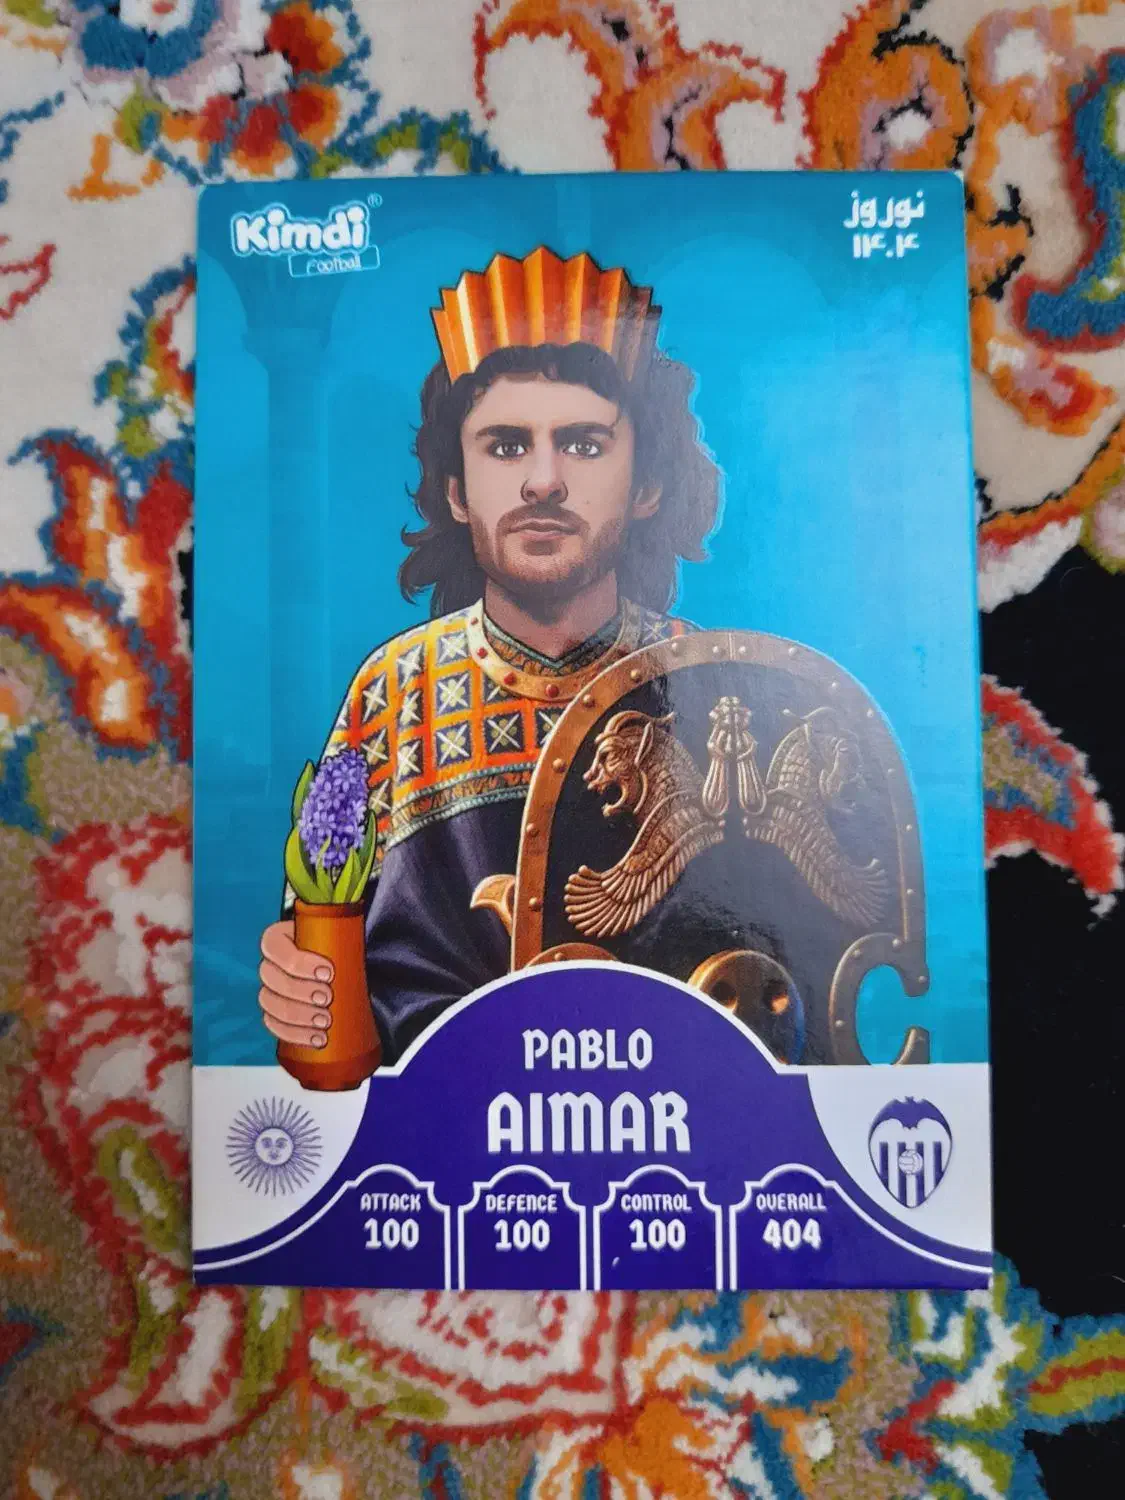 Kimdi®
Football
نوروز
۱۴۰۴
PABLO
AIMAR
ATTACK
100
DEFENCE
100
CONTROL
100
OVERALL
404